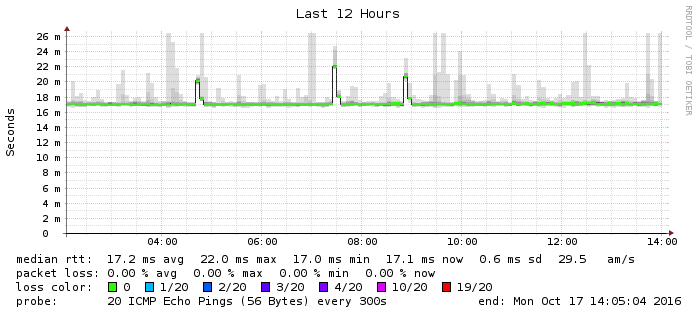 Last 12 Hours
RRDTOOL / TOBI OETIKER
Seconds
26 m
24 m
22 m
20 m
18 m
16 m
14 m
12 m
10 m
8 m
6 m
4 m
2 m
0
04:00 06:00 08:00 10:00 12:00 14:00
median rtt: 17.2 ms avg 22.0 ms max 17.0 ms min 17.1 ms now 0.6 ms sd 29.5 am/s
packet loss: 0.00 % avg 0.00 % max 0.00 % min 0.00 % now
loss color: 0 1/20 2/20 3/20 4/20 10/20 19/20
probe: 20 ICMP Echo Pings (56 Bytes) every 300s end: Mon Oct 17 14:05:04 2016